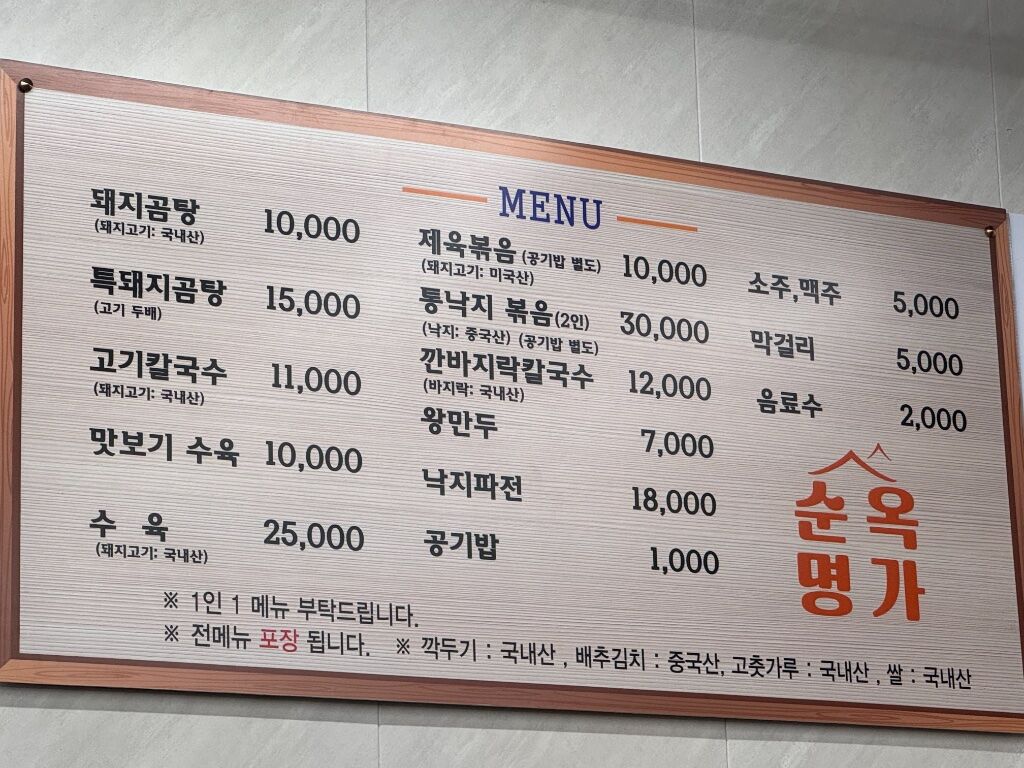 MENU
돼지곰탕 10,000
(돼지고기: 국내산)
특돼지곰탕 15,000
(고기 두배)
고기칼국수 11,000
(돼지고기: 국내산)
맛보기 수육 10,000
수 육 25,000
(돼지고기: 국내산)
제육볶음 (공기밥 별도) 10,000
(돼지고기: 미국산)
통낙지 볶음(2인) 30,000
(낙지: 중국산) (공기밥 별도)
깐바지락칼국수 12,000
(바지락: 국내산)
왕만두 7,000
낙지파전 18,000
공기밥 1,000
소주,맥주 5,000
막걸리 5,000
음료수 2,000
순옥
명가
※ 1인 1 메뉴 부탁드립니다.
※ 전메뉴 포장 됩니다. ※ 깍두기 : 국내산 , 배추김치 : 중국산, 고춧가루 : 국내산 , 쌀 : 국내산